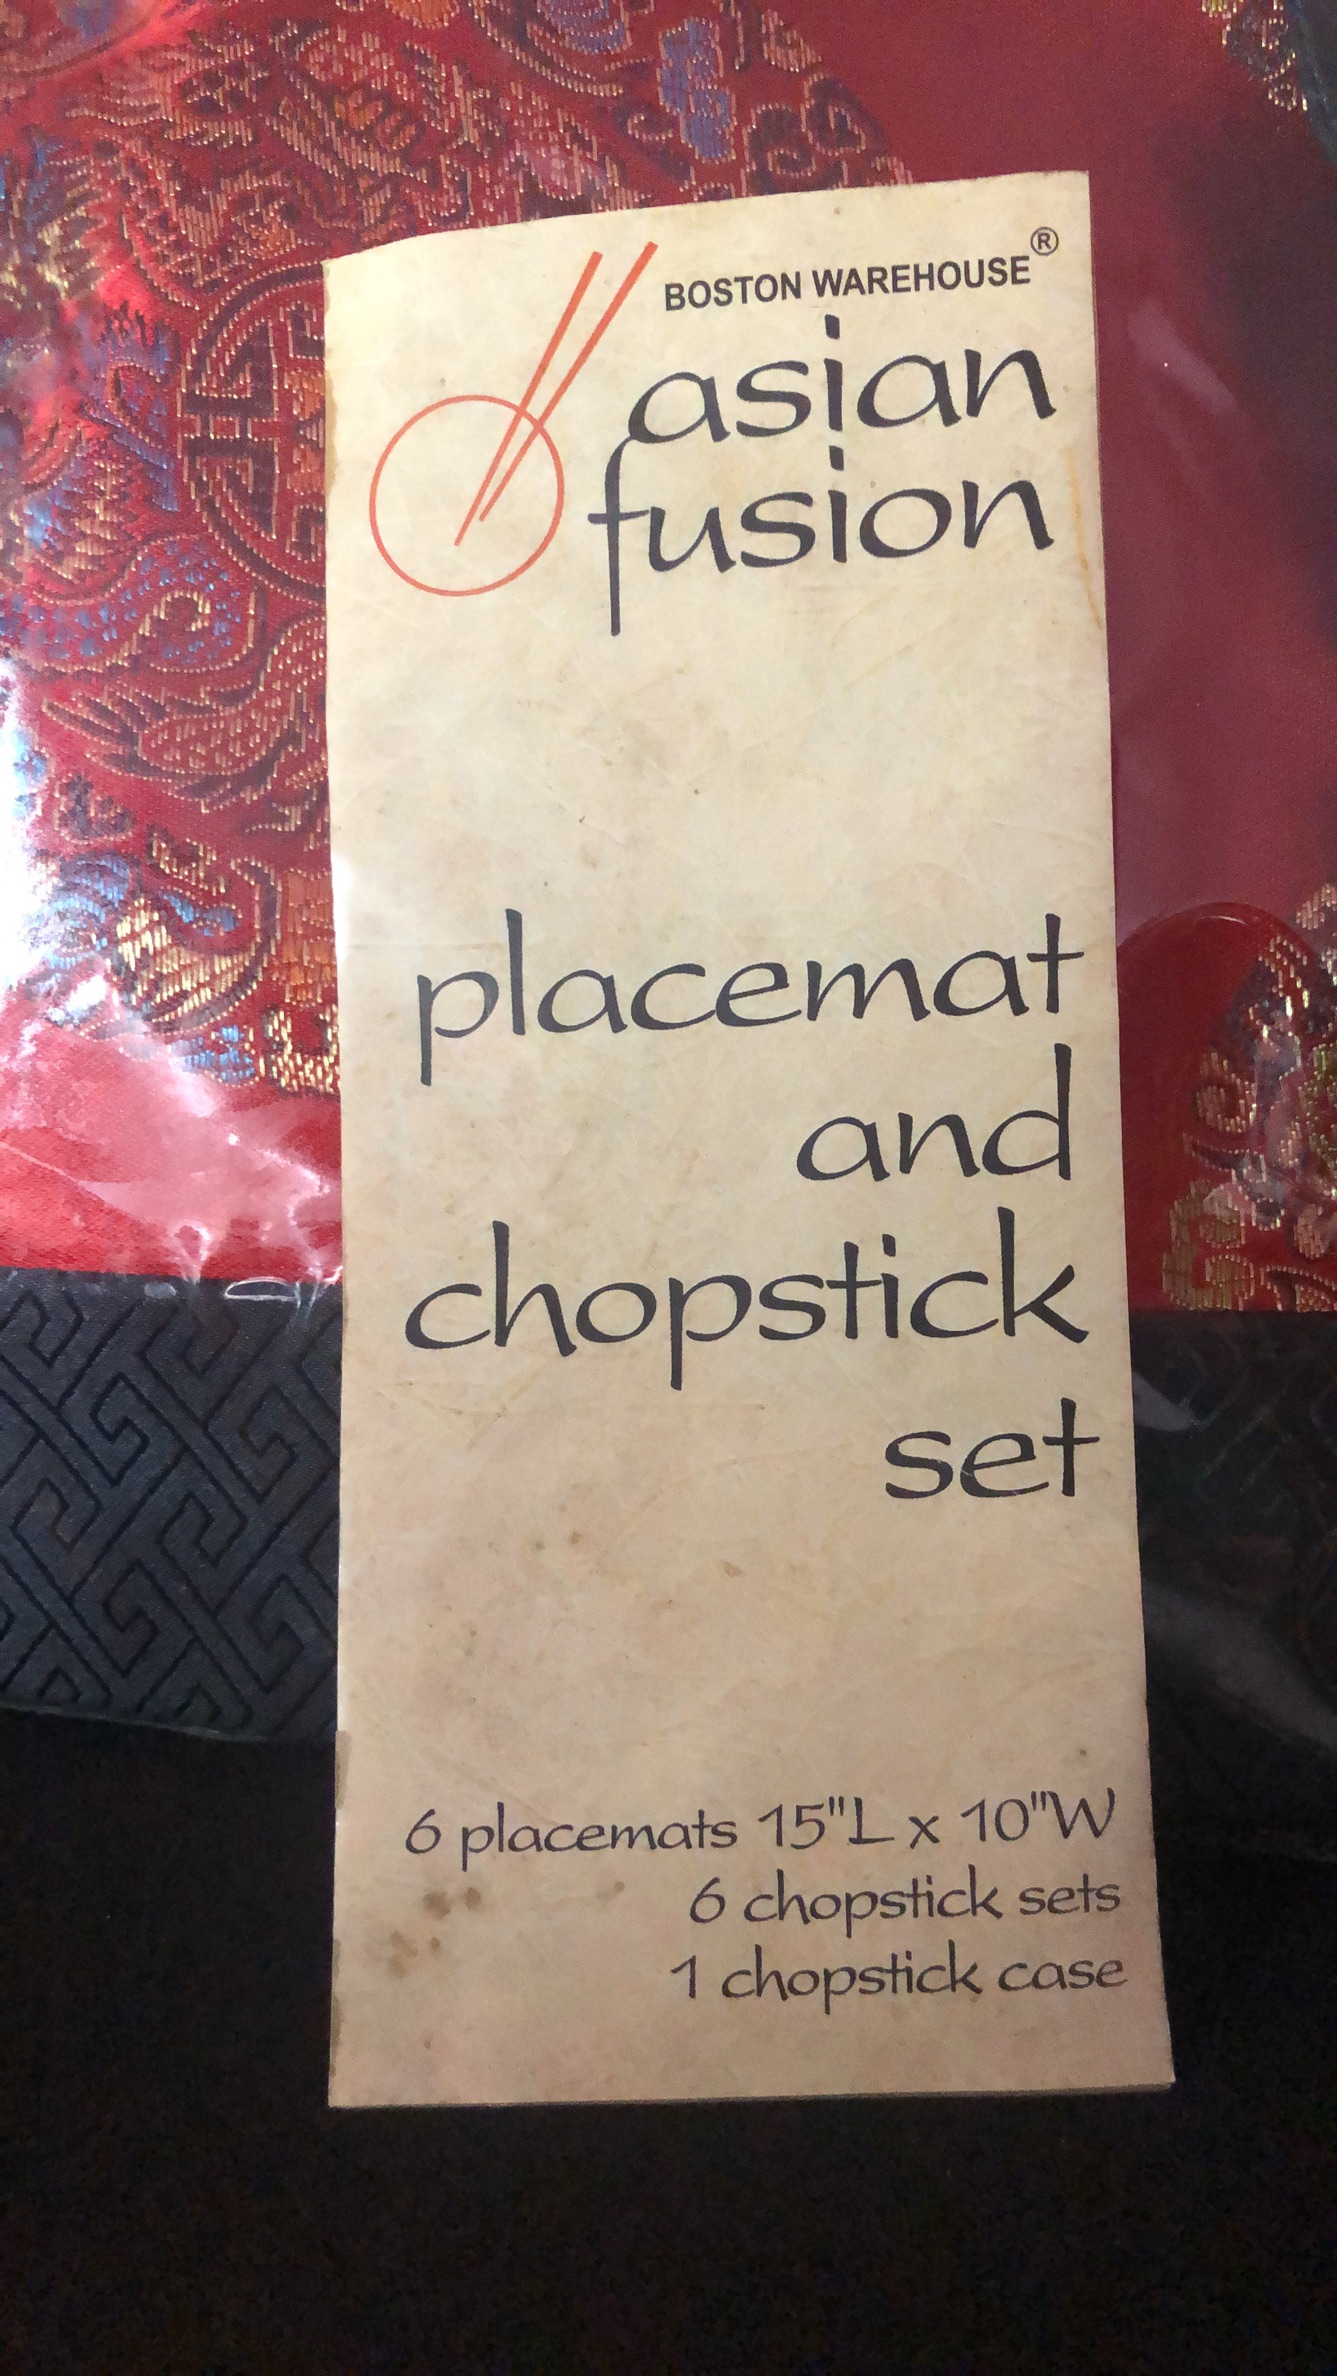 BOSTON WAREHOUSE®
asian
fusion
placemat
and
chopstick
set
6 placemats 15"L x 10"W
6 chopstick sets
1 chopstick case